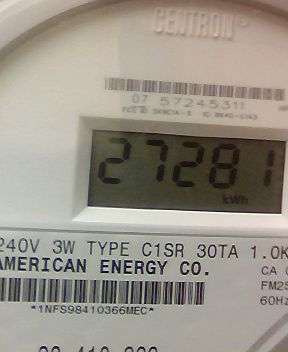 CENTRON®
07 57245311
27281
kWh
240V 3W TYPE C1SR 30TA 1.0K
AMERICAN ENERGY CO.
CA
FM2S
60Hz
*1NFS98410366MEC*